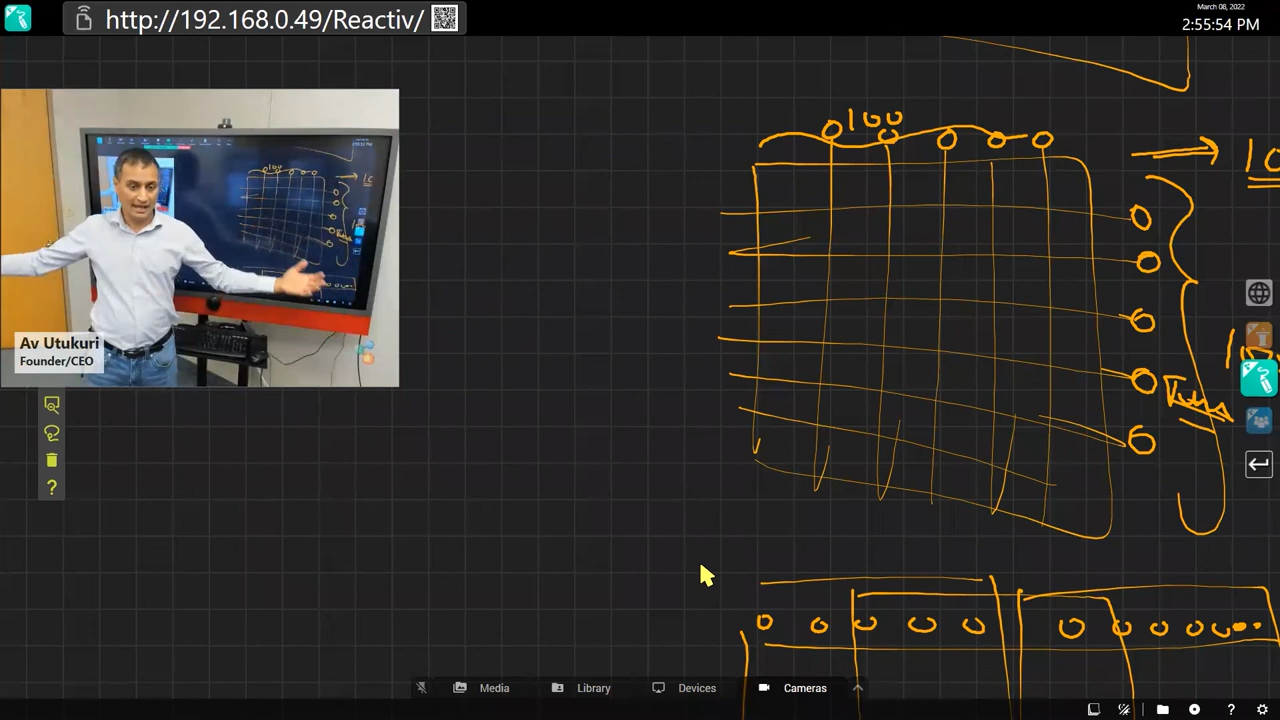 http://192.168.0.49/Reactiv/
March 08, 2022
2:55:54 PM
100
Av Utukuri
Founder/CEO
?
Media
Library
Devices
Cameras
?